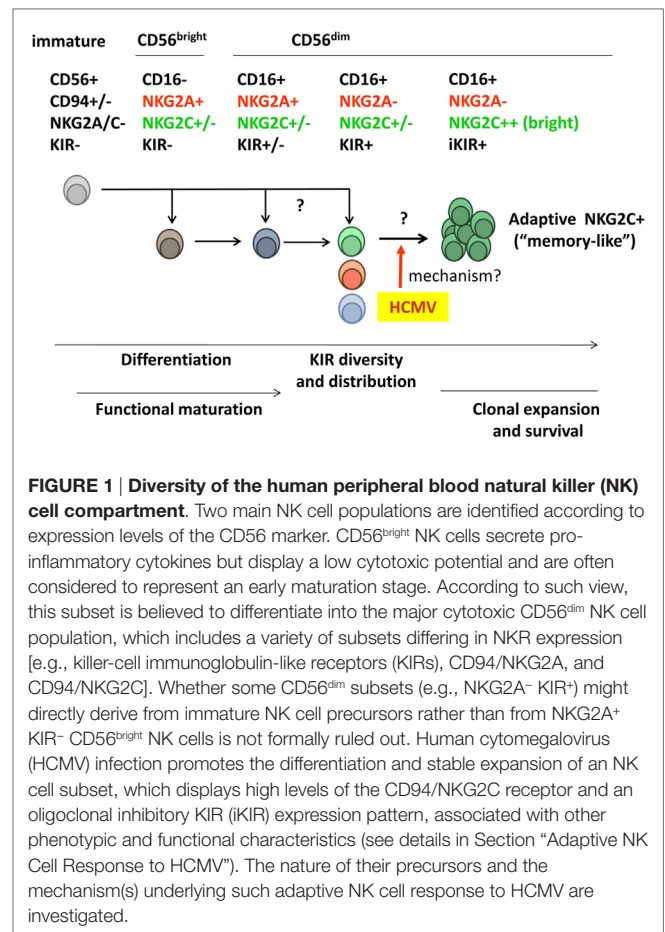 immature CD56bright CD56dim
CD56+ CD16- CD16+ CD16+ CD16+
CD94+/- NKG2A+ NKG2A+ NKG2A- NKG2A-
NKG2A/C- NKG2C+/- NKG2C+/- NKG2C+/- NKG2C++ (bright)
KIR- KIR- KIR+/- KIR+ iKIR+
? ?
Adaptive NKG2C+
("memory-like")
mechanism?
HCMV
Differentiation KIR diversity
and distribution
Functional maturation Clonal expansion
and survival
FIGURE 1 | Diversity of the human peripheral blood natural killer (NK)
cell compartment. Two main NK cell populations are identified according to
expression levels of the CD56 marker. CD56bright NK cells secrete pro-
inflammatory cytokines but display a low cytotoxic potential and are often
considered to represent an early maturation stage. According to such view,
this subset is believed to differentiate into the major cytotoxic CD56dim NK cell
population, which includes a variety of subsets differing in NKR expression
[e.g., killer-cell immunoglobulin-like receptors (KIRs), CD94/NKG2A, and
CD94/NKG2C]. Whether some CD56dim subsets (e.g., NKG2A− KIR+) might
directly derive from immature NK cell precursors rather than from NKG2A+
KIR− CD56bright NK cells is not formally ruled out. Human cytomegalovirus
(HCMV) infection promotes the differentiation and stable expansion of an NK
cell subset, which displays high levels of the CD94/NKG2C receptor and an
oligoclonal inhibitory KIR (iKIR) expression pattern, associated with other
phenotypic and functional characteristics (see details in Section "Adaptive NK
Cell Response to HCMV"). The nature of their precursors and the
mechanism(s) underlying such adaptive NK cell response to HCMV are
investigated.